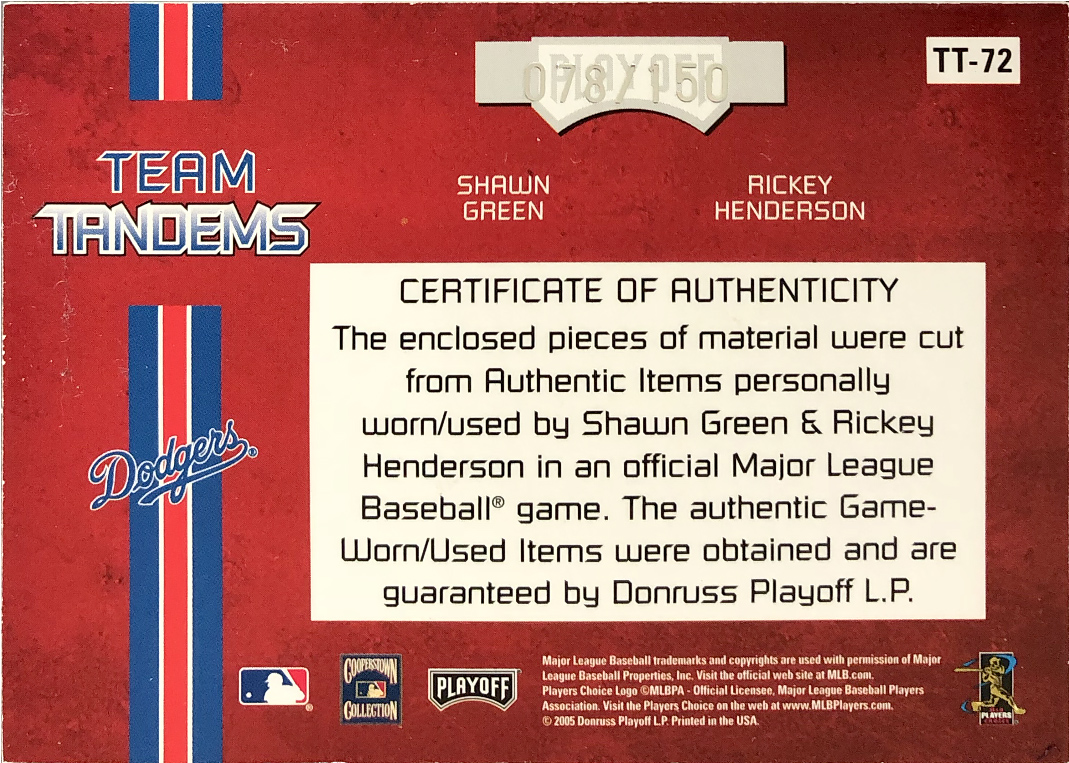 PLAYOFF
078/150
TT-72
TEAM
TANDEMS
SHAWN
GREEN
RICKEY
HENDERSON
CERTIFICATE OF AUTHENTICITY
The enclosed pieces of material were cut
from Authentic Items personally
worn/used by Shawn Green & Rickey
Henderson in an official Major League
Baseball® game. The authentic Game-
Worn/Used Items were obtained and are
guaranteed by Donruss Playoff L.P.
Dodgers®
®
COOPERSTOWN
COLLECTION
PLAYOFF
Major League Baseball trademarks and copyrights are used with permission of Major
League Baseball Properties, Inc. Visit the official web site at MLB.com.
Players Choice Logo ©MLBPA - Official Licensee, Major League Baseball Players
Association. Visit the Players Choice on the web at www.MLBPlayers.com.
© 2005 Donruss Playoff L.P. Printed in the USA.
PLAYERS
CHOICE